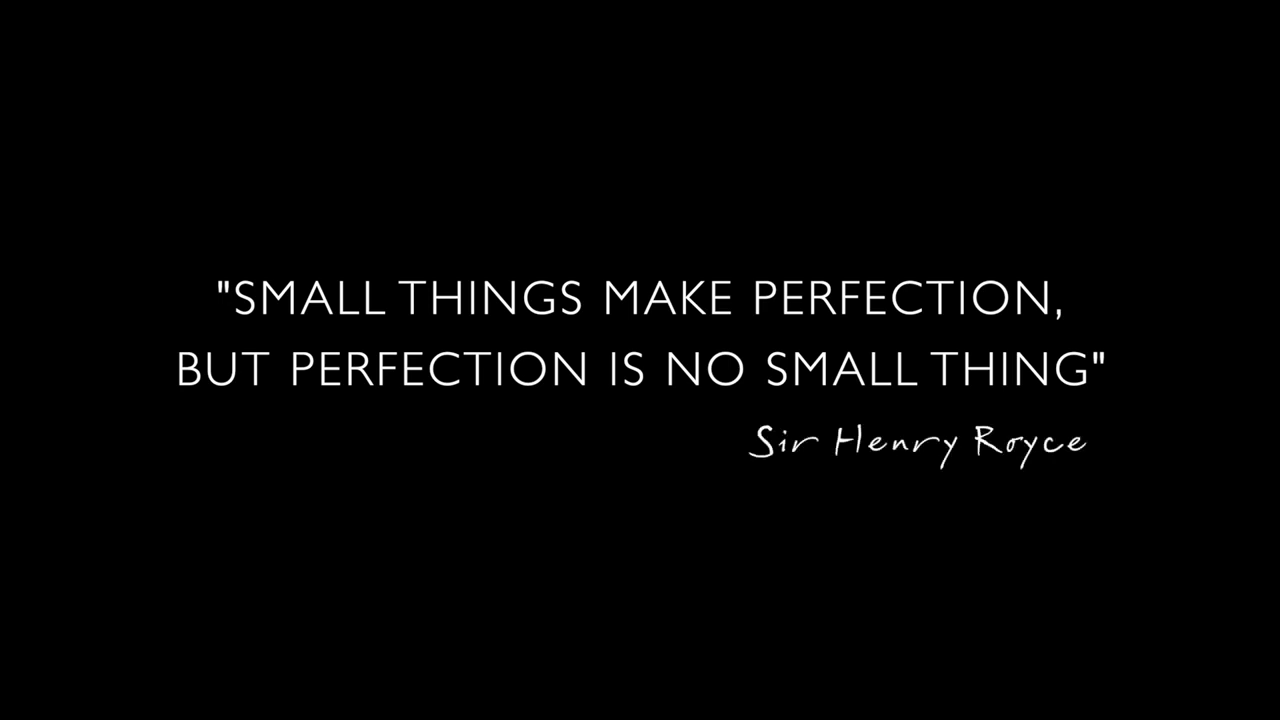 "SMALL THINGS MAKE PERFECTION,
BUT PERFECTION IS NO SMALL THING"
Sir Henry Royce